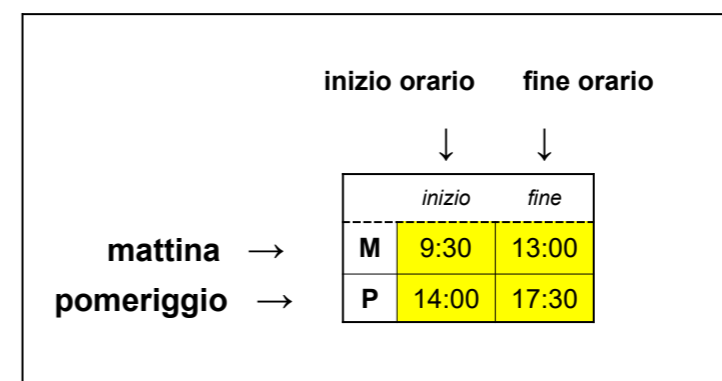 inizio orario fine orario
↓ ↓
inizio fine
mattina → M 9:30 13:00
pomeriggio → P 14:00 17:30